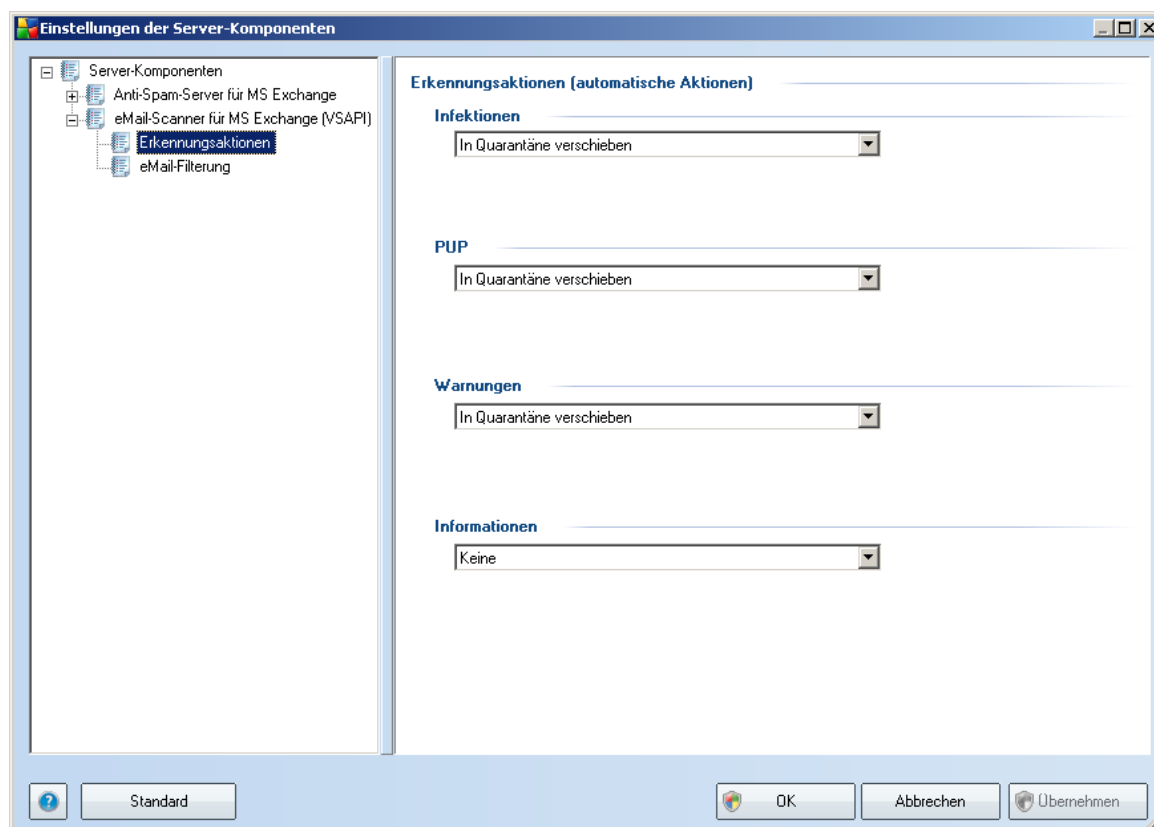 Einstellungen der Server-Komponenten
Server-Komponenten
Anti-Spam-Server für MS Exchange
eMail-Scanner für MS Exchange (VSAPI)
Erkennungsaktionen
eMail-Filterung
Erkennungsaktionen (automatische Aktionen)
Infektionen
In Quarantäne verschieben
PUP
In Quarantäne verschieben
Warnungen
In Quarantäne verschieben
Informationen
Keine
Standard
OK
Abbrechen
Übernehmen